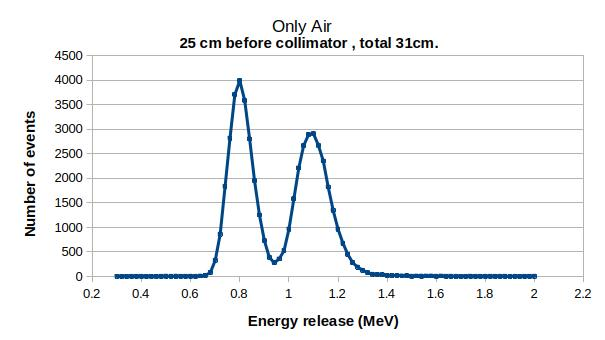 Only Air
25 cm before collimator , total 31cm.
4500
4000
3500
3000
2500
2000
1500
1000
500
0
Number of events
0.2 0.4 0.6 0.8 1 1.2 1.4 1.6 1.8 2 2.2
Energy release (MeV)